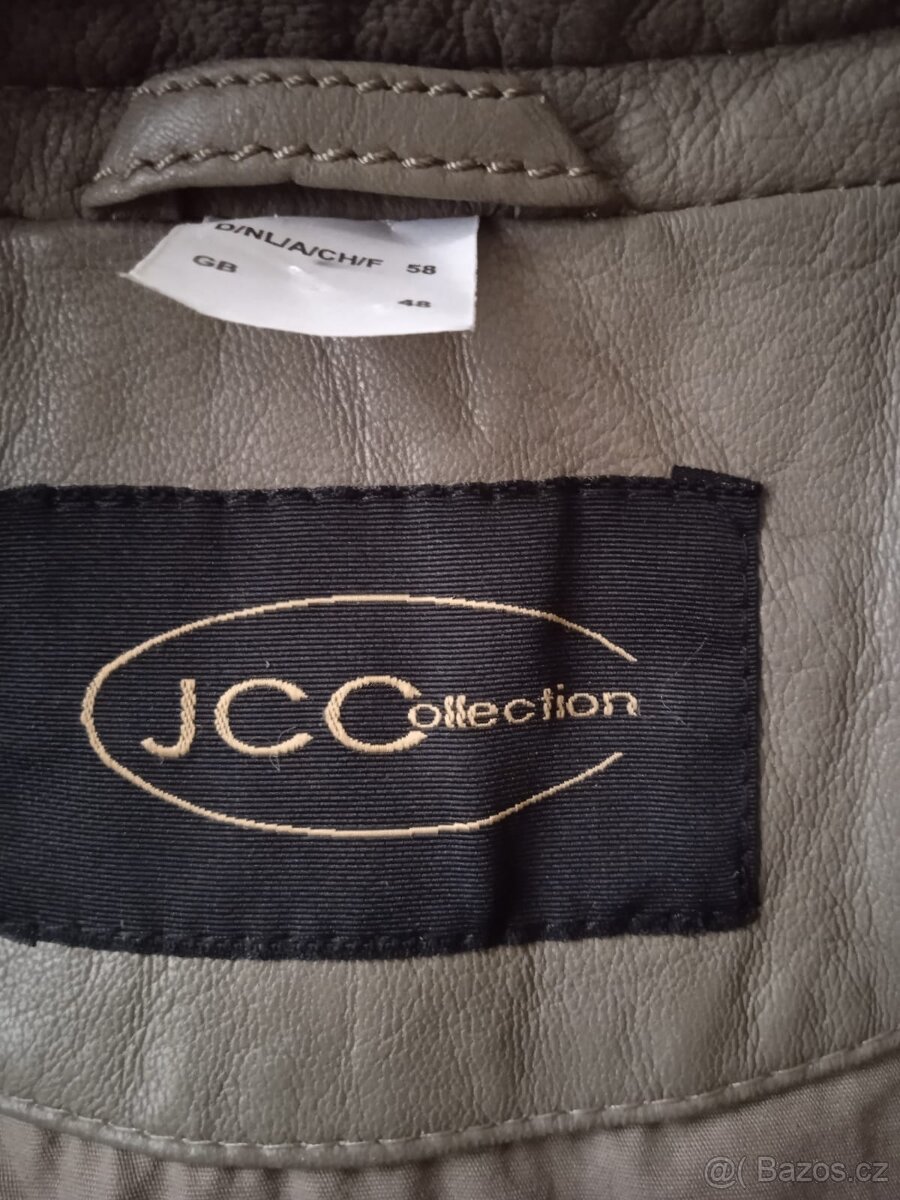 D/NL/A/CH/F 58
GB 48
JCCollection
@( Bazos.cz